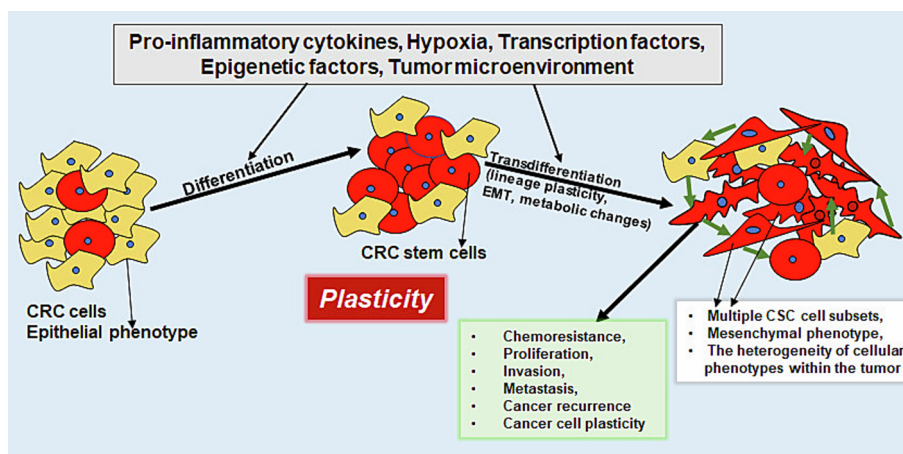 Pro-inflammatory cytokines, Hypoxia, Transcription factors,
Epigenetic factors, Tumor microenvironment
Differentiation
Transdifferentiation
(lineage plasticity,
EMT, metabolic changes)
CRC stem cells
Plasticity
CRC cells
Epithelial phenotype
• Chemoresistance,
• Proliferation,
• Invasion,
• Metastasis,
• Cancer recurrence
• Cancer cell plasticity
• Multiple CSC cell subsets,
• Mesenchymal phenotype,
• The heterogeneity of cellular
phenotypes within the tumor